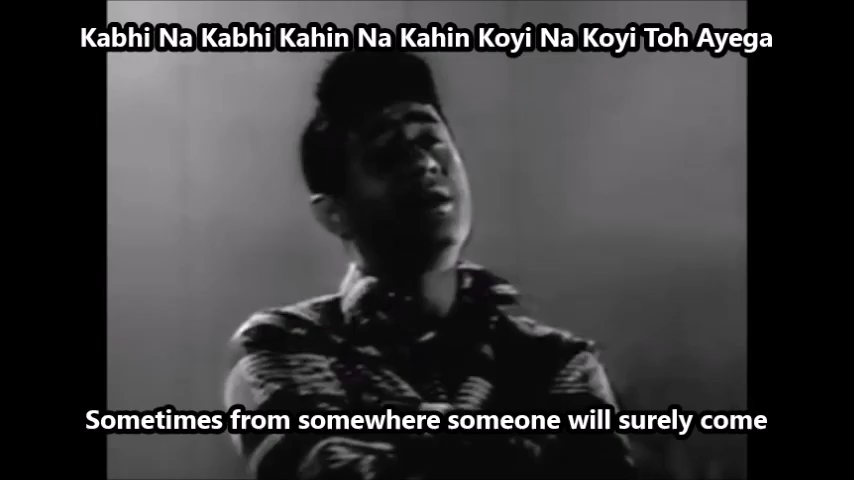 Kabhi Na Kabhi Kahin Na Kahin Koyi Na Koyi Toh Ayega
Sometimes from somewhere someone will surely come